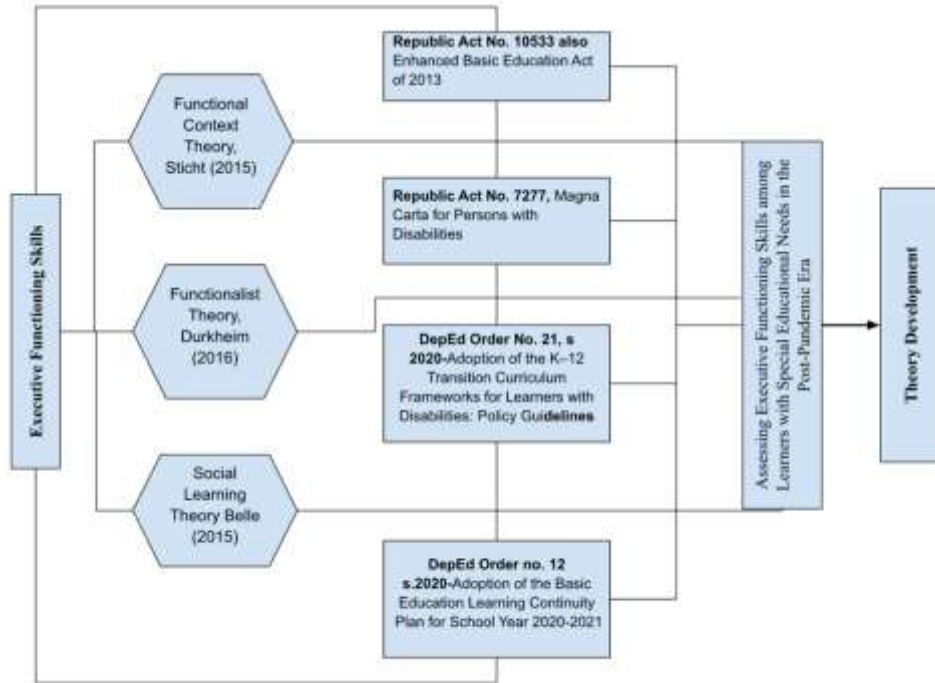 Executive Functioning Skills
Functional
Context
Theory,
Sticht (2015)
Functionalist
Theory,
Durkheim
(2016)
Social
Learning
Theory Belle
(2015)
Republic Act No. 10533 also
Enhanced Basic Education Act
of 2013
Republic Act No. 7277, Magna
Carta for Persons with
Disabilities
DepEd Order No. 21, s
2020-Adoption of the K–12
Transition Curriculum
Frameworks for Learners with
Disabilities: Policy Guidelines
DepEd Order no. 12
s.2020-Adoption of the Basic
Education Learning Continuity
Plan for School Year 2020-2021
Assessing Executive Functioning Skills among
Learners with Special Educational Needs in the
Post-Pandemic Era
Theory Development